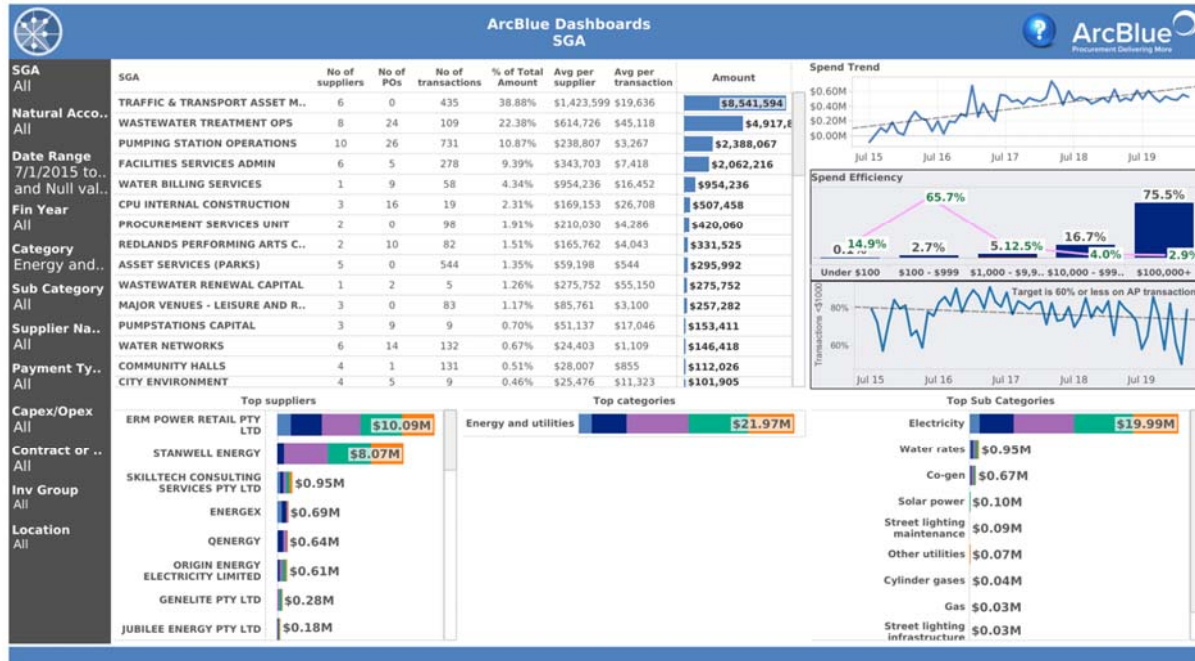 ArcBlue Dashboards
SGA
ArcBlue
Procurement Delivering More
SGA
All
Natural Acco..
All
Date Range
7/1/2015 to..
and Null val..
Fin Year
All
Category
Energy and..
Sub Category
All
Supplier Na..
All
Payment Ty..
All
Capex/Opex
All
Contract or ..
All
Inv Group
All
Location
All
SGA No of suppliers No of POs No of transactions % of Total Amount Avg per supplier Avg per transaction Amount
TRAFFIC & TRANSPORT ASSET M.. 6 0 435 38.88% $1,423,599 $19,636 $8,541,594
WASTEWATER TREATMENT OPS 8 24 109 22.38% $614,726 $45,118 $4,917,8
PUMPING STATION OPERATIONS 10 26 731 10.87% $238,807 $3,267 $2,388,067
FACILITIES SERVICES ADMIN 6 5 278 9.39% $343,703 $7,418 $2,062,216
WATER BILLING SERVICES 1 9 58 4.34% $954,236 $16,452 $954,236
CPU INTERNAL CONSTRUCTION 3 16 19 2.31% $169,153 $26,708 $507,458
PROCUREMENT SERVICES UNIT 2 0 98 1.91% $210,030 $4,286 $420,060
REDLANDS PERFORMING ARTS C.. 2 10 82 1.51% $165,762 $4,043 $331,525
ASSET SERVICES (PARKS) 5 0 544 1.35% $59,198 $544 $295,992
WASTEWATER RENEWAL CAPITAL 1 2 5 1.26% $275,752 $55,150 $275,752
MAJOR VENUES - LEISURE AND R.. 3 0 83 1.17% $85,761 $3,100 $257,282
PUMPSTATIONS CAPITAL 3 9 9 0.70% $51,137 $17,046 $153,411
WATER NETWORKS 6 14 132 0.67% $24,403 $1,109 $146,418
COMMUNITY HALLS 4 1 131 0.51% $28,007 $855 $112,026
CITY ENVIRONMENT 4 5 9 0.46% $25,476 $11,323 $101,905
Spend Trend
$0.60M
$0.40M
$0.20M
$0.00M
Jul 15 Jul 16 Jul 17 Jul 18 Jul 19
Spend Efficiency
14.9% 65.7% 2.7% 12.5% 16.7% 4.0% 75.5% 2.9%
Under $100 $100 - $999 $1,000 - $9,9.. $10,000 - $99.. $100,000+
Target is 60% or less on AP transaction
Transactions <$1000
80%
60%
Jul 15 Jul 16 Jul 17 Jul 18 Jul 19
Top suppliers
ERM POWER RETAIL PTY
LTD $10.09M
STANWELL ENERGY $8.07M
SKILLTECH CONSULTING
SERVICES PTY LTD $0.95M
ENERGEX $0.69M
QENERGY $0.64M
ORIGIN ENERGY
ELECTRICITY LIMITED $0.61M
GENELITE PTY LTD $0.28M
JUBILEE ENERGY PTY LTD $0.18M
Top categories
Energy and utilities $21.97M
Top Sub Categories
Electricity $19.99M
Water rates $0.95M
Co-gen $0.67M
Solar power $0.10M
Street lighting
maintenance $0.09M
Other utilities $0.07M
Cylinder gases $0.04M
Gas $0.03M
Street lighting
infrastructure $0.03M